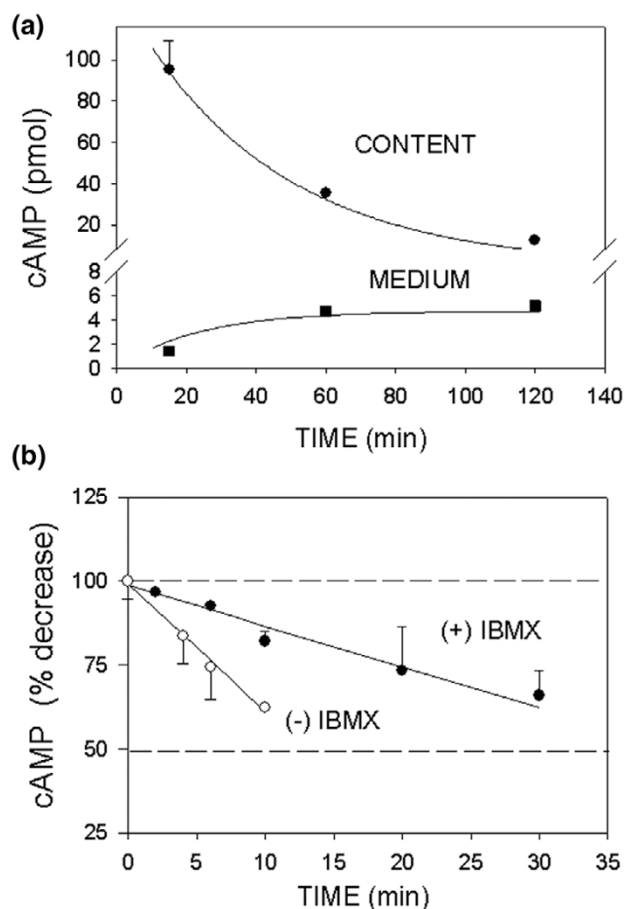 (a)
100
80
60
40
20
8
6
4
2
0
cAMP (pmol)
CONTENT
MEDIUM
0 20 40 60 80 100 120 140
TIME (min)
(b)
125
100
75
50
25
cAMP (% decrease)
(+) IBMX
(-) IBMX
0 5 10 15 20 25 30 35
TIME (min)